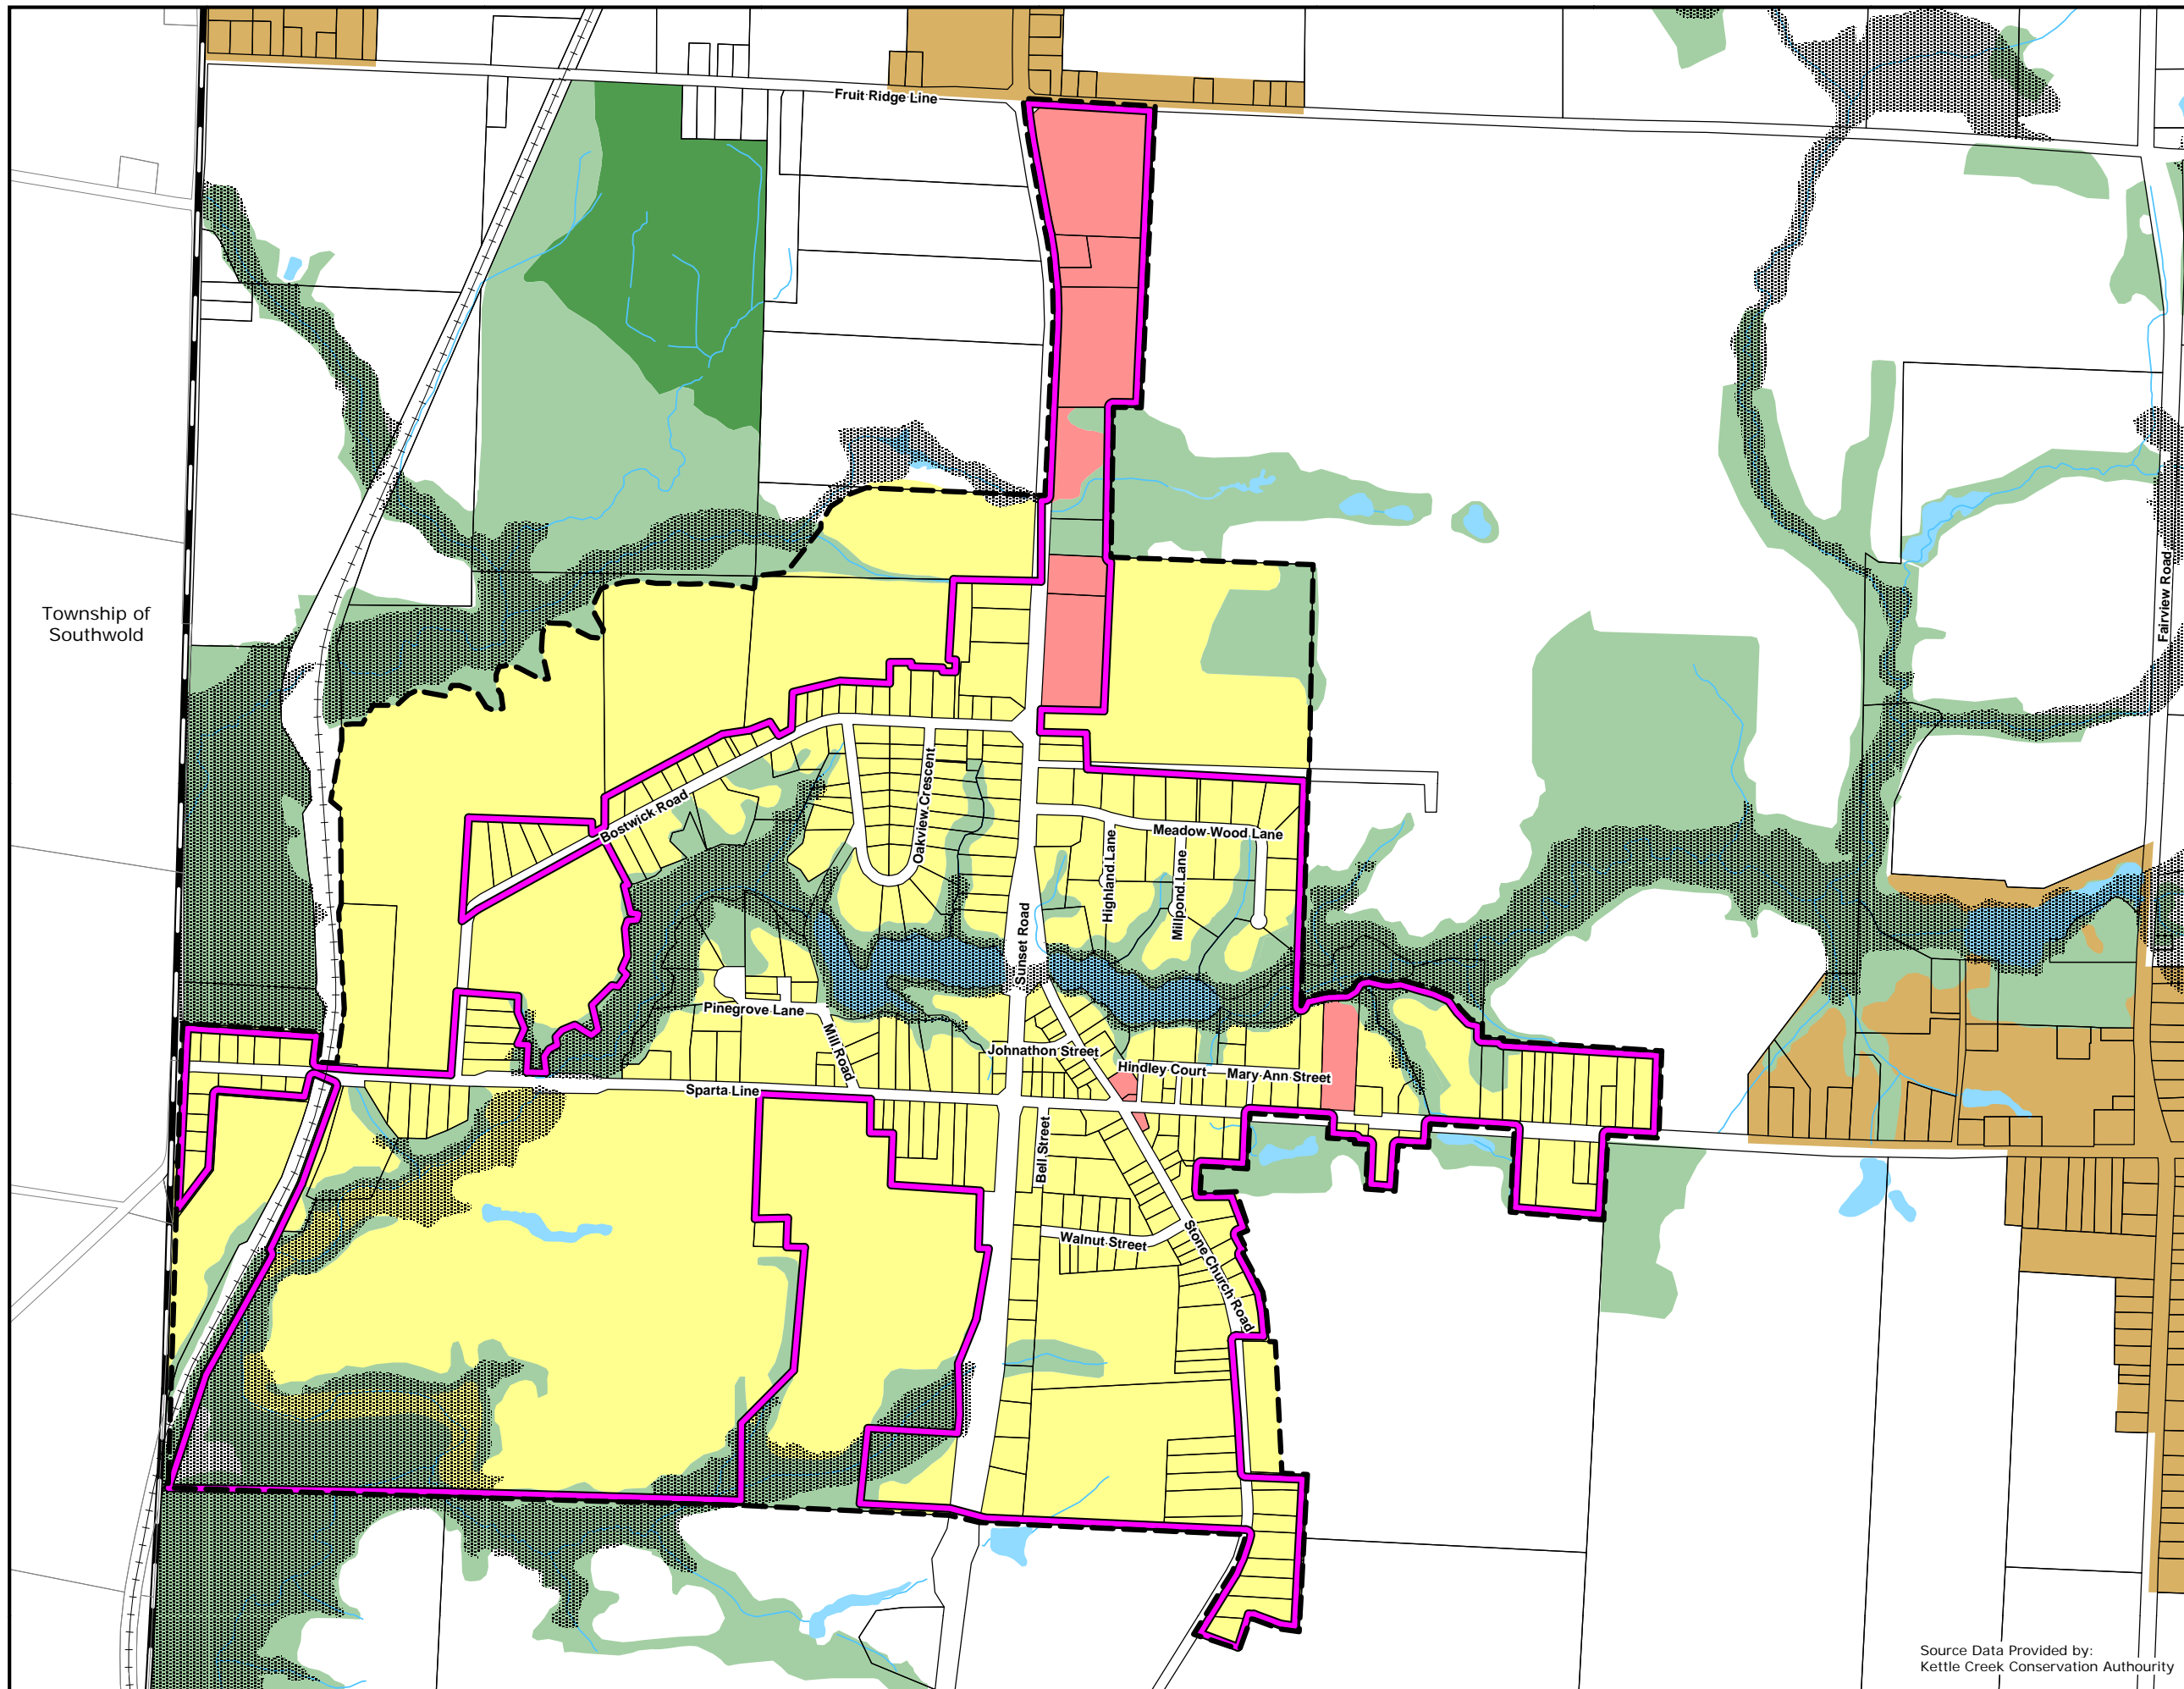 Fruit Ridge Line
Township of
Southwold
Fairview Road
Bostwick Road
Oakview Crescent
Meadow Wood Lane
Highland Lane
Millpond Lane
Sunset Road
Pinegrove Lane
Mill Road
Johnathon Street
Hindley Court
Mary Ann Street
Sparta Line
Bell Street
Walnut Street
Stone Church Road
Source Data Provided by:
Kettle Creek Conservation Authourity